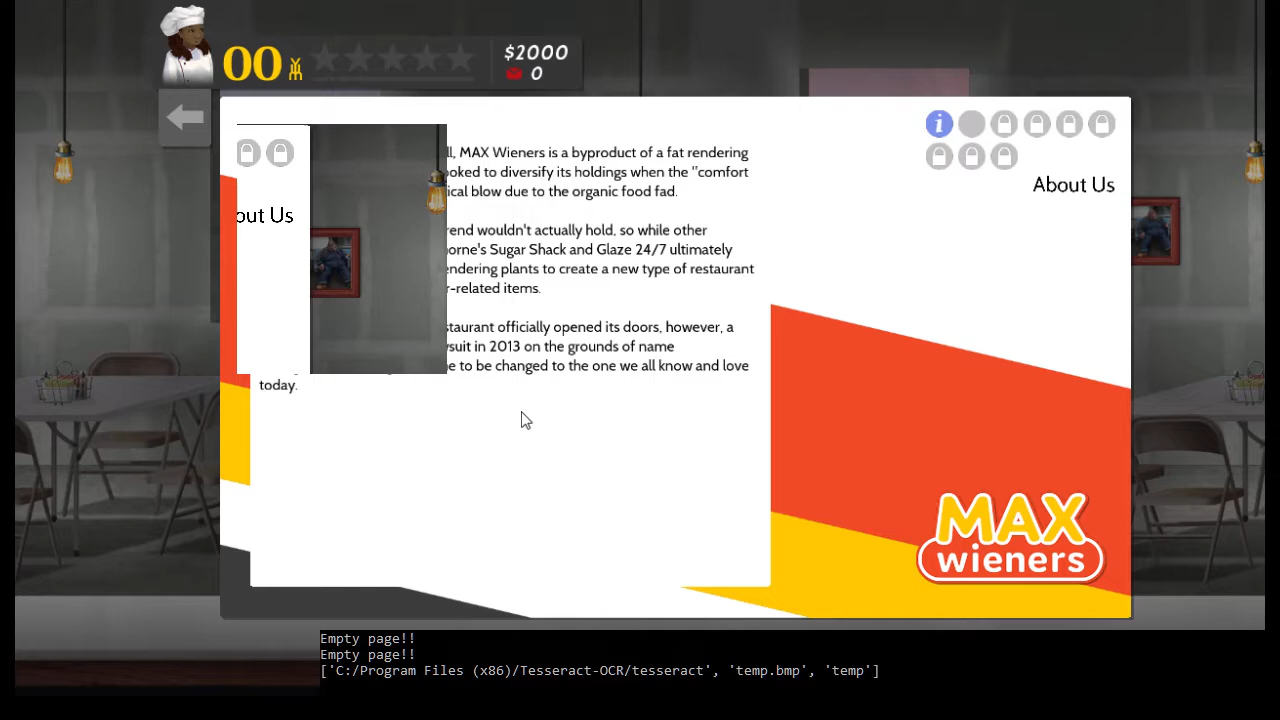 00
$2000
0
i
About Us
out Us
ll, MAX Wieners is a byproduct of a fat rendering
ooked to diversify its holdings when the "comfort
ical blow due to the organic food fad.
rend wouldn't actually hold, so while other
orne's Sugar Shack and Glaze 24/7 ultimately
endering plants to create a new type of restaurant
r-related items.
staurant officially opened its doors, however, a
wsuit in 2013 on the grounds of name
e to be changed to the one we all know and love
today.
MAX
wieners
Empty page!!
Empty page!!
['C:/Program Files (x86)/Tesseract-OCR/tesseract', 'temp.bmp', 'temp']